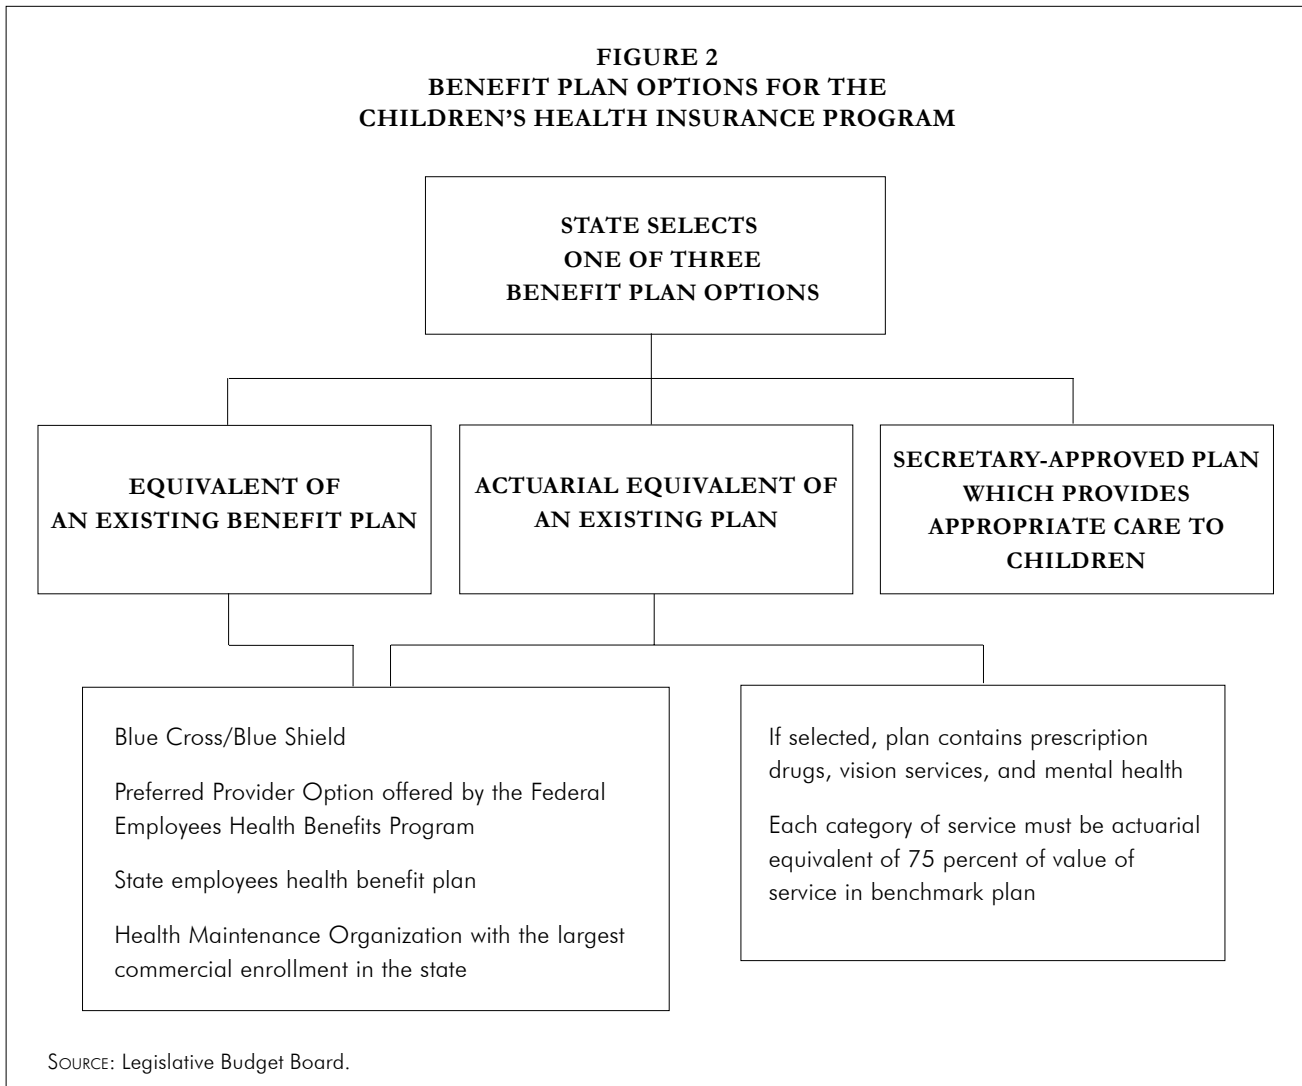 FIGURE 2
BENEFIT PLAN OPTIONS FOR THE
CHILDREN'S HEALTH INSURANCE PROGRAM
STATE SELECTS
ONE OF THREE
BENEFIT PLAN OPTIONS
EQUIVALENT OF
AN EXISTING BENEFIT PLAN
ACTUARIAL EQUIVALENT OF
AN EXISTING PLAN
SECRETARY-APPROVED PLAN
WHICH PROVIDES
APPROPRIATE CARE TO
CHILDREN
Blue Cross/Blue Shield
Preferred Provider Option offered by the Federal
Employees Health Benefits Program
State employees health benefit plan
Health Maintenance Organization with the largest
commercial enrollment in the state
If selected, plan contains prescription
drugs, vision services, and mental health
Each category of service must be actuarial
equivalent of 75 percent of value of
service in benchmark plan
SOURCE: Legislative Budget Board.